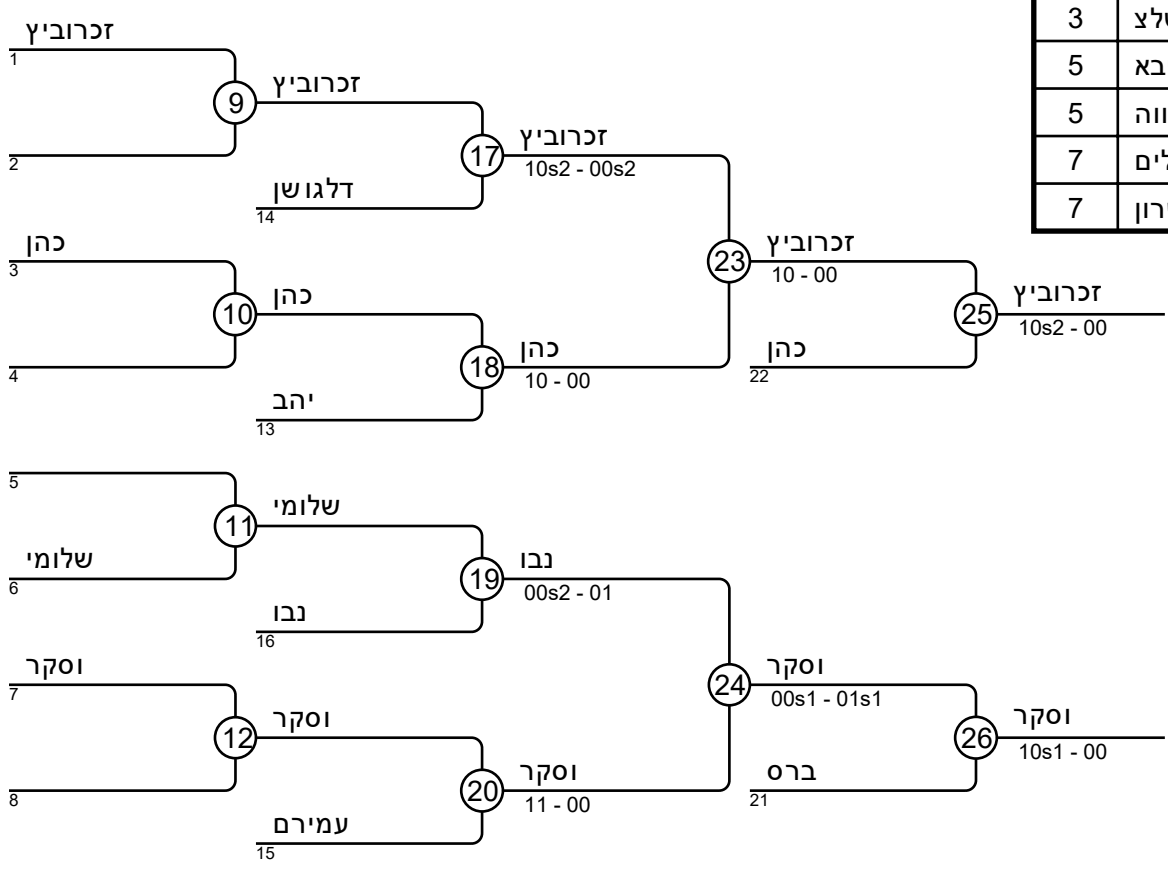 זכרוביץ
1
9
זכרוביץ
2
17
זכרוביץ
10s2 - 00s2
דלגושן
14
כהן
3
10
כהן
4
18
כהן
10 - 00
יהב
13
23
זכרוביץ
10 - 00
כהן
22
25
זכרוביץ
10s2 - 00
5
11
שלומי
שלומי
6
19
נבו
00s2 - 01
נבו
16
וסקר
7
12
וסקר
8
20
וסקר
11 - 00
עמירם
15
24
וסקר
00s1 - 01s1
ברס
21
26
וסקר
10s1 - 00
3
5
5
7
7